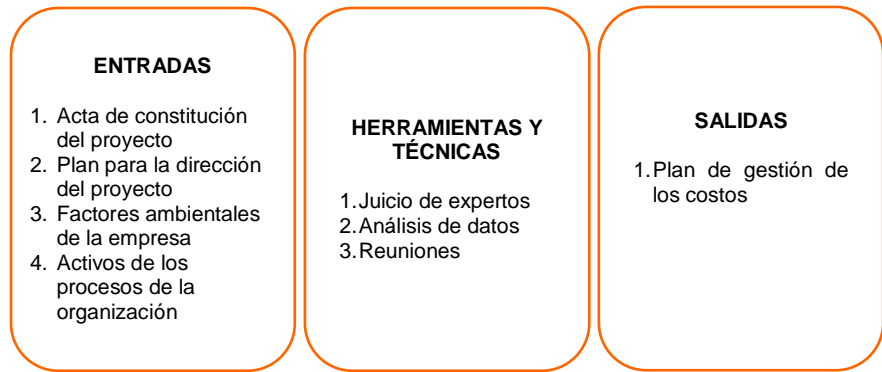 ENTRADAS
1. Acta de constitución
del proyecto
2. Plan para la dirección
del proyecto
3. Factores ambientales
de la empresa
4. Activos de los
procesos de la
organización
HERRAMIENTAS Y
TÉCNICAS
1.Juicio de expertos
2.Análisis de datos
3.Reuniones
SALIDAS
1.Plan de gestión de
los costos